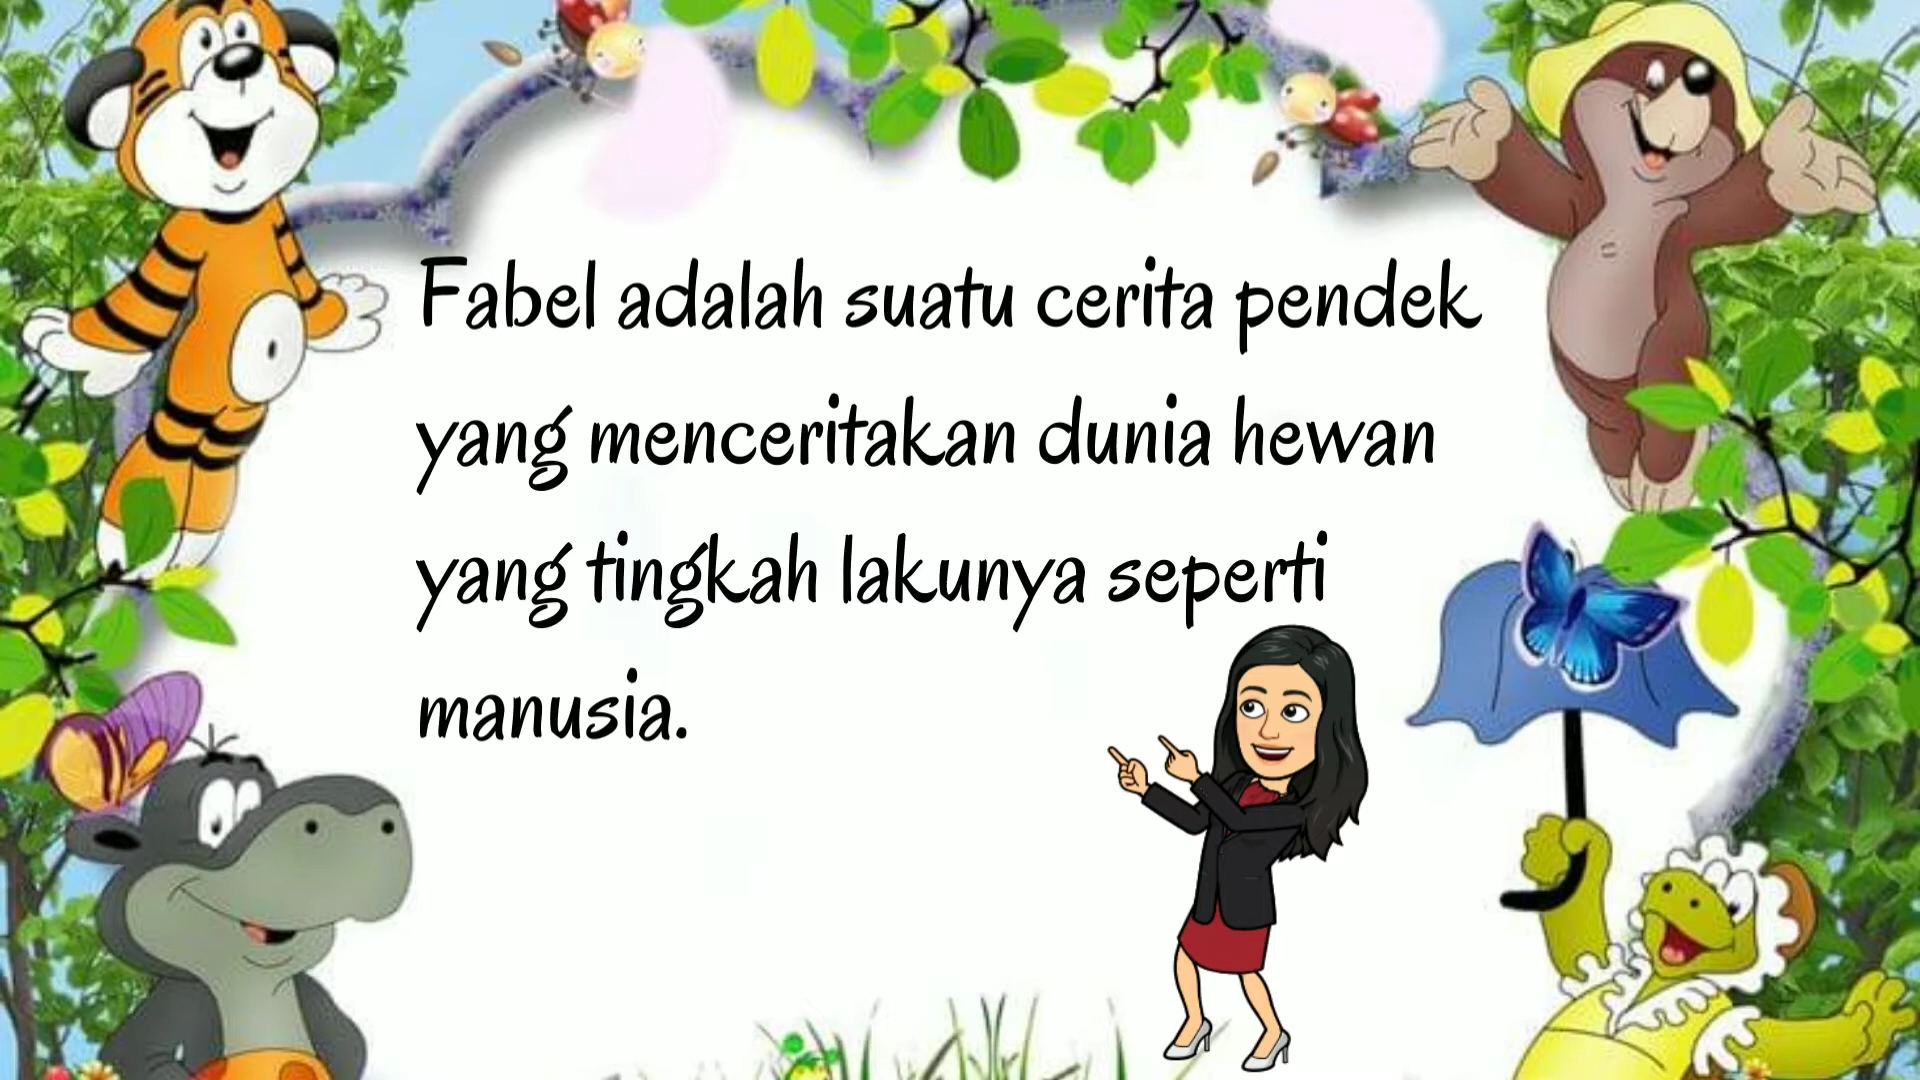 Fabel adalah suatu cerita pendek
yang menceritakan dunia hewan
yang tingkah lakunya seperti
manusia.